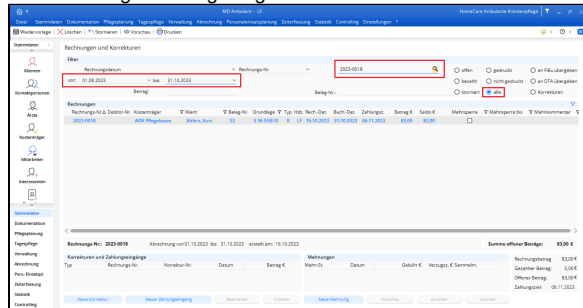 MD Ambulant - LF
HomeCare Ambulante Krankenpflege
Datei Stammdaten Dokumentation Pflegeplanung Tagespflege Verwaltung Abrechnung Personaleinsatzplanung Zeiterfassung Statistik Controlling Einstellungen ?
Wiedervorlage Löschen Stornieren Vorschau Drucken
Stammdaten
Rechnungen und Korrekturen
Filter
Rechnungsdatum Rechnungs-Nr. 2023-0018
von: 01.08.2023 bis: 31.10.2023
Betrag: Beleg-Nr.:
offen gedruckt an FiBu übergeben
bezahlt nicht gedruckt an DTA übergeben
storniert alle Korrekturen
Klienten
Kontaktpersonen
Ärzte
Kostenträger
Mitarbeiter
Interessenten
Rechnungen
Rechnungs-Nr. Debitor-Nr. Kostenträger Klient Beleg-Nr. Grundlage Typ Hdz. Rech.-Dat. Buch.-Dat. Zahlungszt. Betrag € Saldo € Mahnsperre Mahnsperre bis Mahnkommentar
2023-0018 AOK Pflegekasse Ahlers, Kurt 52 § 36 SGB XI R LF 16.10.2023 31.10.2023 06.11.2023 83,00 83,00
Stammdaten
Dokumentation
Pflegeplanung
Tagespflege
Verwaltung
Abrechnung
Pers.-Einsatzpl.
Zeiterfassung
Statistik
Controlling
Rechnungs-Nr.: 2023-0018 Abrechnung von 01.10.2023 bis: 31.10.2023 erstellt am: 16.10.2023 Summe offener Beträge: 83,00 €
Korrekturen und Zahlungseingänge
Typ Rechnungs-Nr. Korrektur-Nr. Datum Betrag €
Mahnungen
Mahn-St. Datum Gebühr € Verzugsz. € Sammelm.
Rechnungsbetrag 83,00€
Gezahlter Betrag: 0,00€
Offener Betrag: 83,00€
Zahlungsziel: 06.11.2023
Neue Korrektur Neuer Zahlungseingang Bearbeiten Löschen Neue Mahnung Vorschau Drucken Löschen